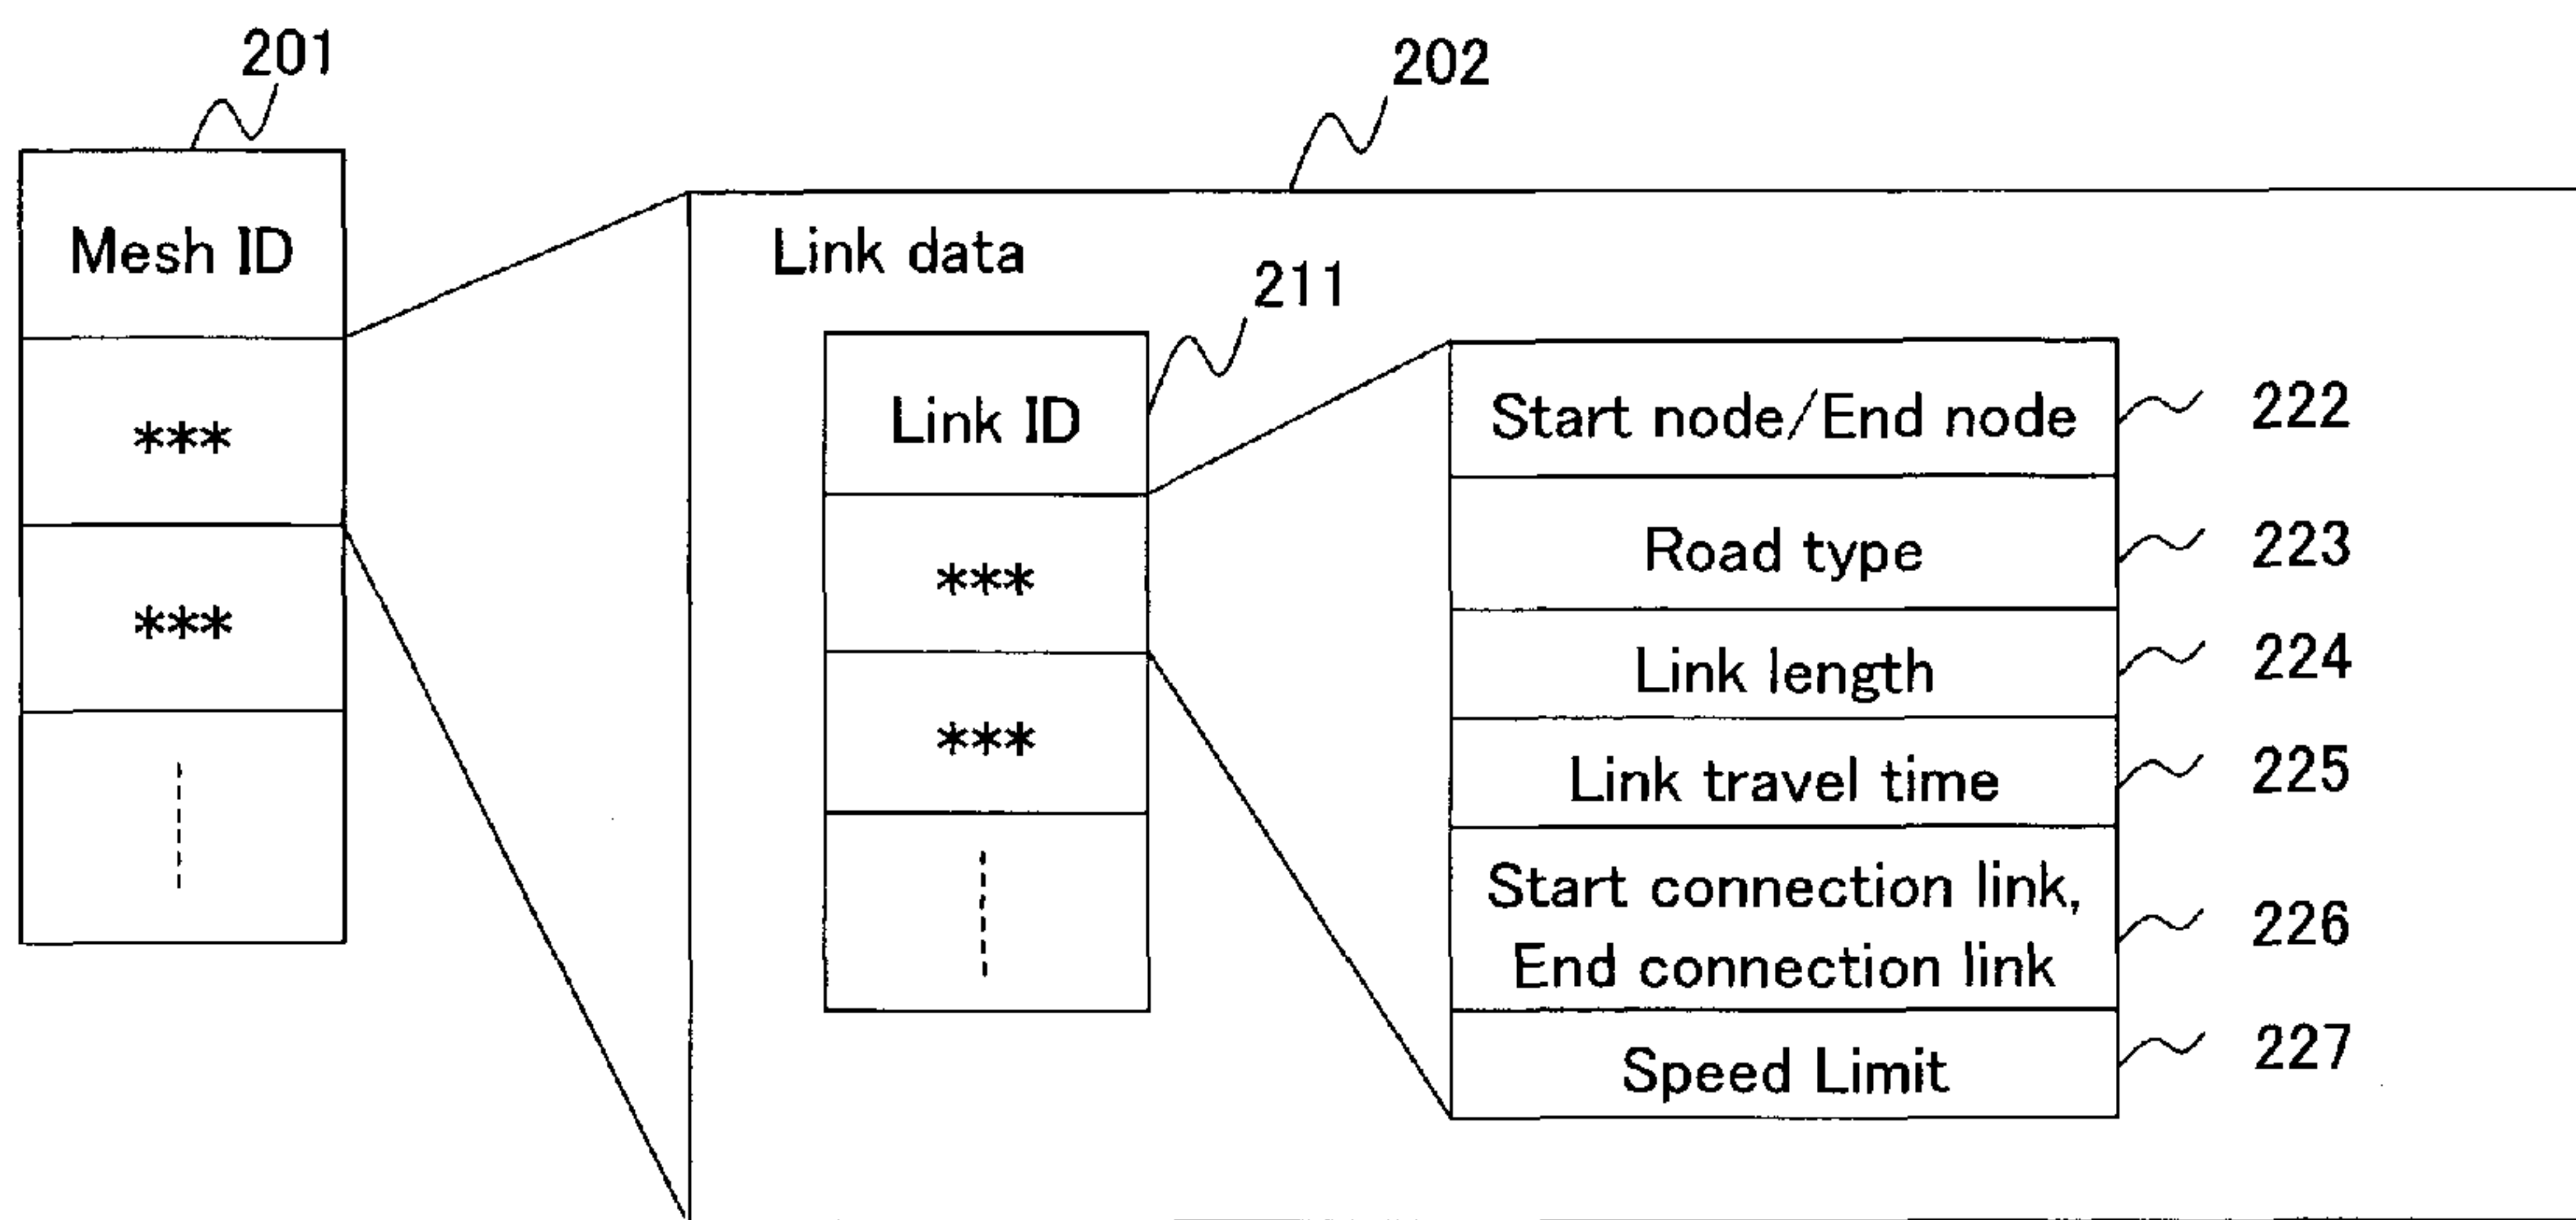 201
202
Mesh ID
***
***
Link data
211
Link ID
***
***
Start node/End node
222
Road type
223
Link length
224
Link travel time
225
Start connection link,
End connection link
226
Speed Limit
227